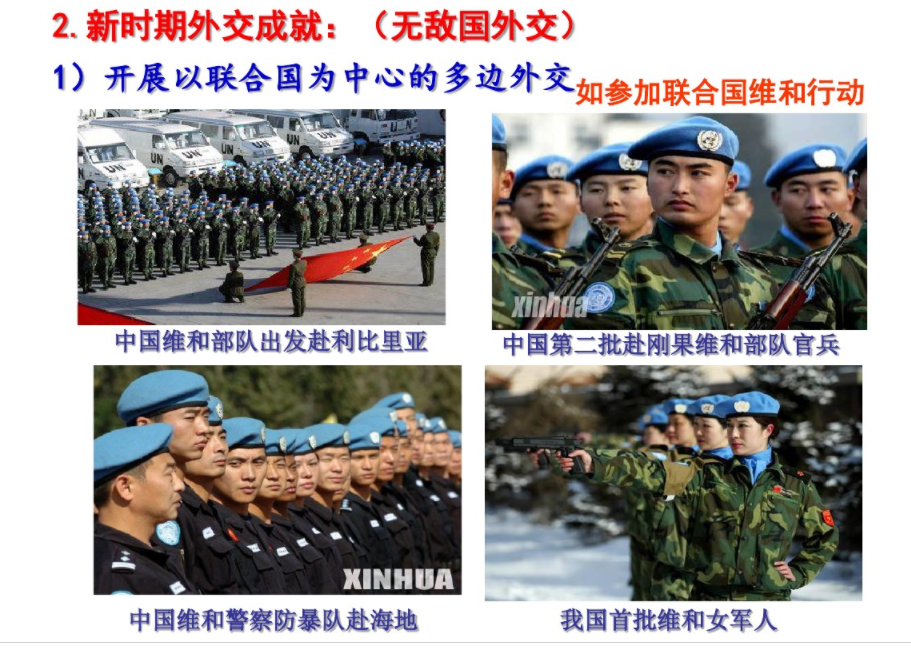 2.新时期外交成就：（无敌国外交）
1）开展以联合国为中心的多边外交
如参加联合国维和行动
UN UN UN UN
xinhua
中国维和部队出发赴利比里亚
中国第二批赴刚果维和部队官兵
XINHUA
中国维和警察防暴队赴海地
我国首批维和女军人